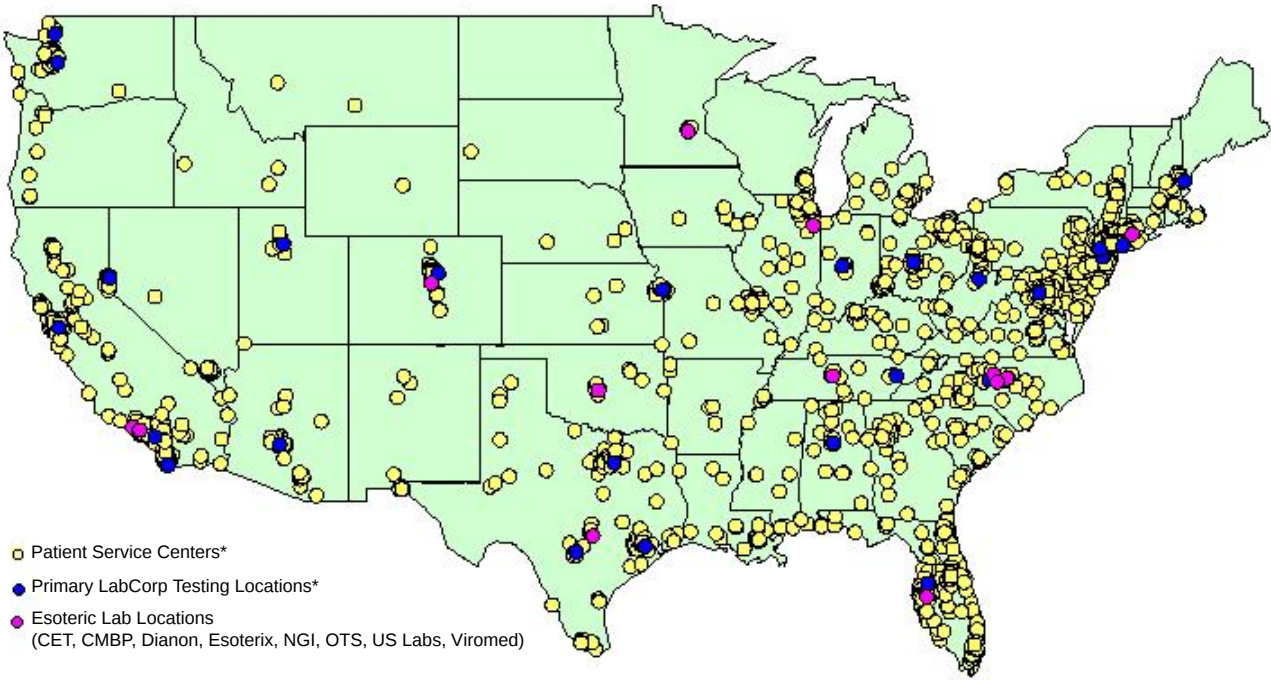 Patient Service Centers*
Primary LabCorp Testing Locations*
Esoteric Lab Locations
(CET, CMBP, Dianon, Esoterix, NGI, OTS, US Labs, Viromed)